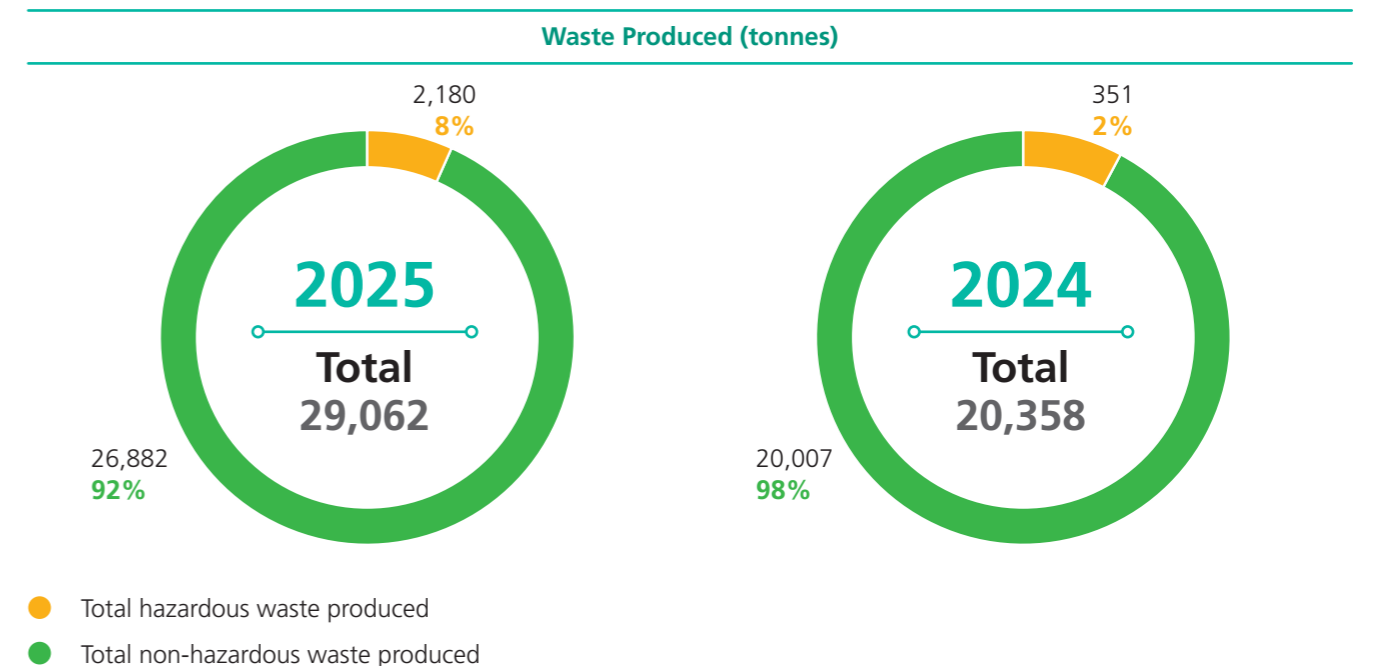 Waste Produced (tonnes)
2,180
8%
2025
Total
29,062
26,882
92%
351
2%
2024
Total
20,358
20,007
98%
Total hazardous waste produced
Total non-hazardous waste produced